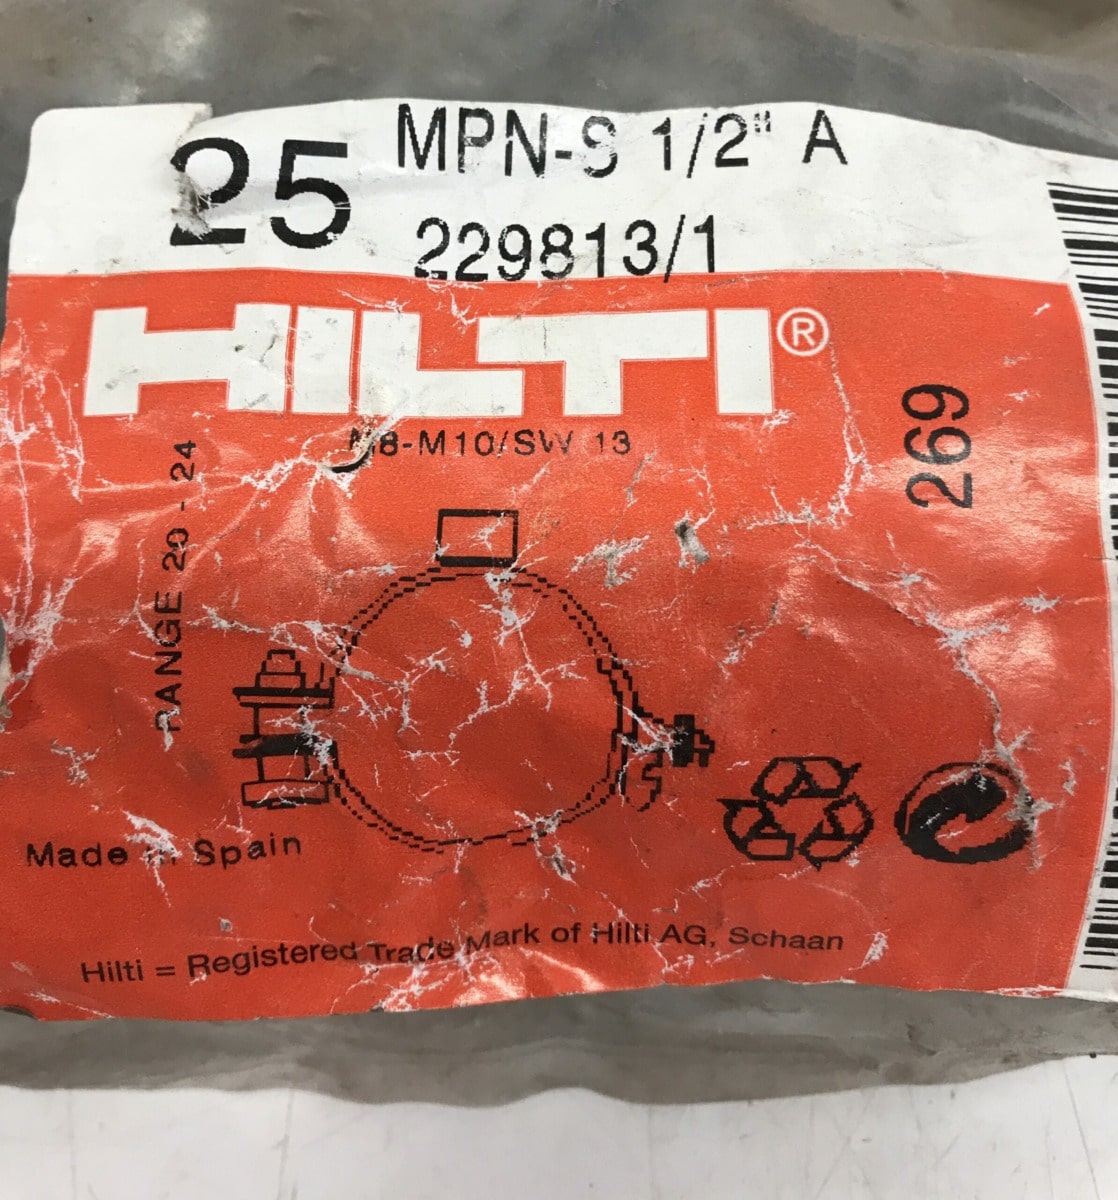 25
MPN-S 1/2" A
229813/1
HILTI®
M8-M10/SW 13
RANGE 20 - 24
269
Made in Spain
Hilti = Registered Trade Mark of Hilti AG, Schaan